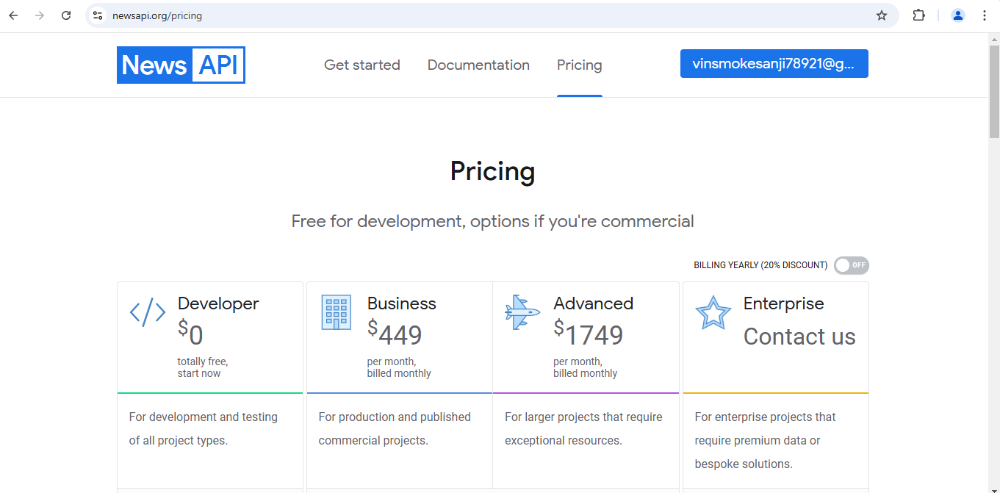 newsapi.org/pricing
News API
Get started
Documentation
Pricing
vinsmokesanji78921@g...
Pricing
Free for development, options if you're commercial
BILLING YEARLY (20% DISCOUNT) OFF
Developer
$0
totally free,
start now
For development and testing
of all project types.
Business
$449
per month,
billed monthly
For production and published
commercial projects.
Advanced
$1749
per month,
billed monthly
For larger projects that require
exceptional resources.
Enterprise
Contact us
For enterprise projects that
require premium data or
bespoke solutions.